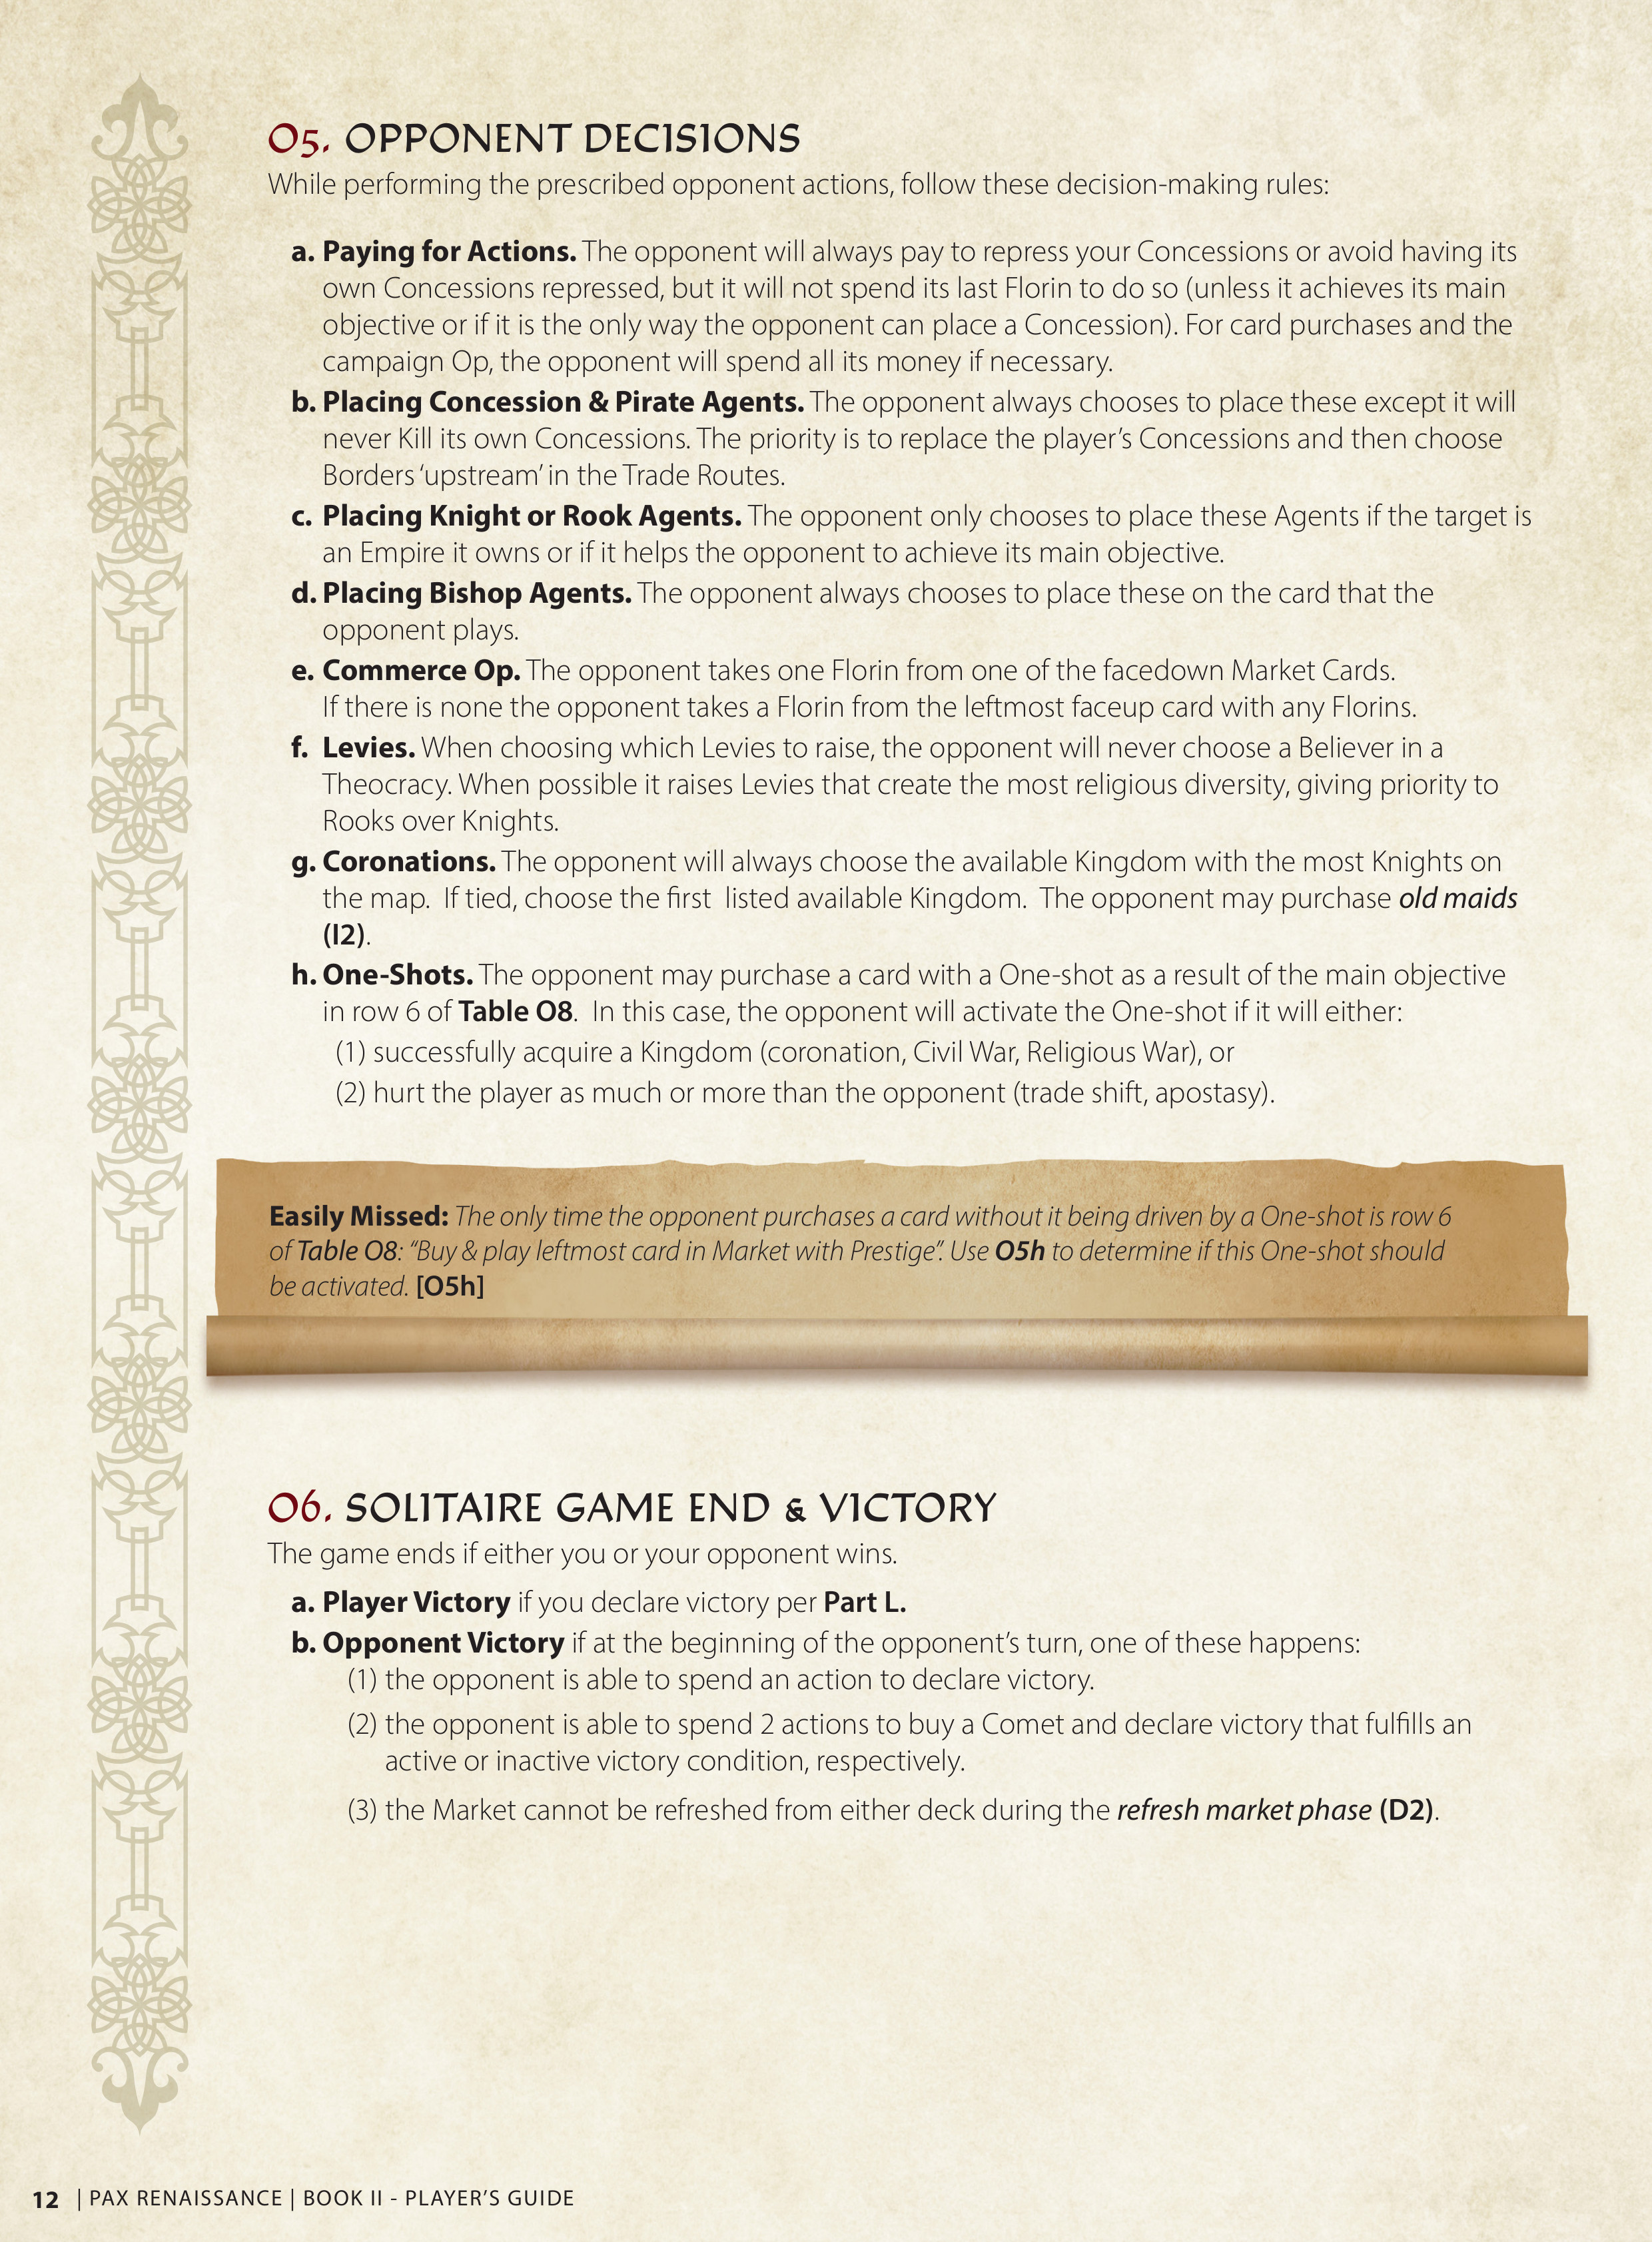 O5. OPPONENT DECISIONS
While performing the prescribed opponent actions, follow these decision-making rules:
a. Paying for Actions. The opponent will always pay to repress your Concessions or avoid having its
own Concessions repressed, but it will not spend its last Florin to do so (unless it achieves its main
objective or if it is the only way the opponent can place a Concession). For card purchases and the
campaign Op, the opponent will spend all its money if necessary.
b. Placing Concession & Pirate Agents. The opponent always chooses to place these except it will
never Kill its own Concessions. The priority is to replace the player’s Concessions and then choose
Borders ‘upstream’ in the Trade Routes.
c. Placing Knight or Rook Agents. The opponent only chooses to place these Agents if the target is
an Empire it owns or if it helps the opponent to achieve its main objective.
d. Placing Bishop Agents. The opponent always chooses to place these on the card that the
opponent plays.
e. Commerce Op. The opponent takes one Florin from one of the facedown Market Cards.
If there is none the opponent takes a Florin from the leftmost faceup card with any Florins.
f. Levies. When choosing which Levies to raise, the opponent will never choose a Believer in a
Theocracy. When possible it raises Levies that create the most religious diversity, giving priority to
Rooks over Knights.
g. Coronations. The opponent will always choose the available Kingdom with the most Knights on
the map. If tied, choose the first listed available Kingdom. The opponent may purchase old maids
(I2).
h. One-Shots. The opponent may purchase a card with a One-shot as a result of the main objective
in row 6 of Table O8. In this case, the opponent will activate the One-shot if it will either:
(1) successfully acquire a Kingdom (coronation, Civil War, Religious War), or
(2) hurt the player as much or more than the opponent (trade shift, apostasy).
Easily Missed: The only time the opponent purchases a card without it being driven by a One-shot is row 6
of Table O8: “Buy & play leftmost card in Market with Prestige”. Use O5h to determine if this One-shot should
be activated. [O5h]
O6. SOLITAIRE GAME END & VICTORY
The game ends if either you or your opponent wins.
a. Player Victory if you declare victory per Part L.
b. Opponent Victory if at the beginning of the opponent’s turn, one of these happens:
(1) the opponent is able to spend an action to declare victory.
(2) the opponent is able to spend 2 actions to buy a Comet and declare victory that fulfills an
active or inactive victory condition, respectively.
(3) the Market cannot be refreshed from either deck during the refresh market phase (D2).
12 | PAX RENAISSANCE | BOOK II - PLAYER’S GUIDE